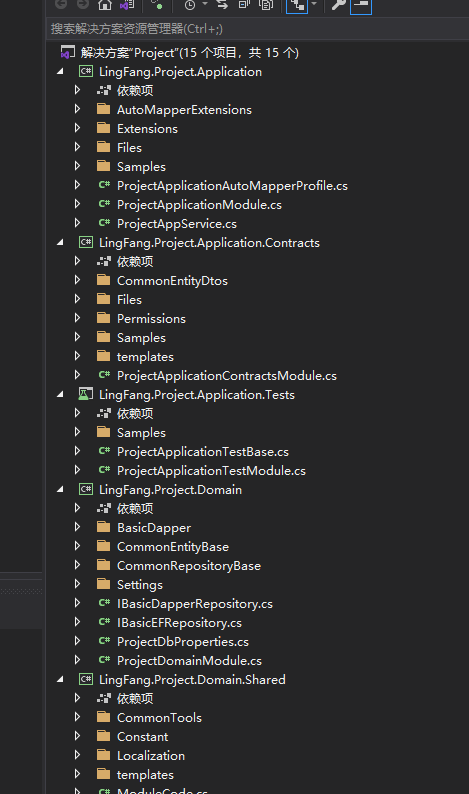 搜索解决方案资源管理器(Ctrl+;)
解决方案"Project"(15 个项目，共 15 个)
LingFang.Project.Application
依赖项
AutoMapperExtensions
Extensions
Files
Samples
ProjectApplicationAutoMapperProfile.cs
ProjectApplicationModule.cs
ProjectAppService.cs
LingFang.Project.Application.Contracts
依赖项
CommonEntityDtos
Files
Permissions
Samples
templates
ProjectApplicationContractsModule.cs
LingFang.Project.Application.Tests
依赖项
Samples
ProjectApplicationTestBase.cs
ProjectApplicationTestModule.cs
LingFang.Project.Domain
依赖项
BasicDapper
CommonEntityBase
CommonRepositoryBase
Settings
IBasicDapperRepository.cs
IBasicEFRepository.cs
ProjectDbProperties.cs
ProjectDomainModule.cs
LingFang.Project.Domain.Shared
依赖项
CommonTools
Constant
Localization
templates
ModuleCode.cs